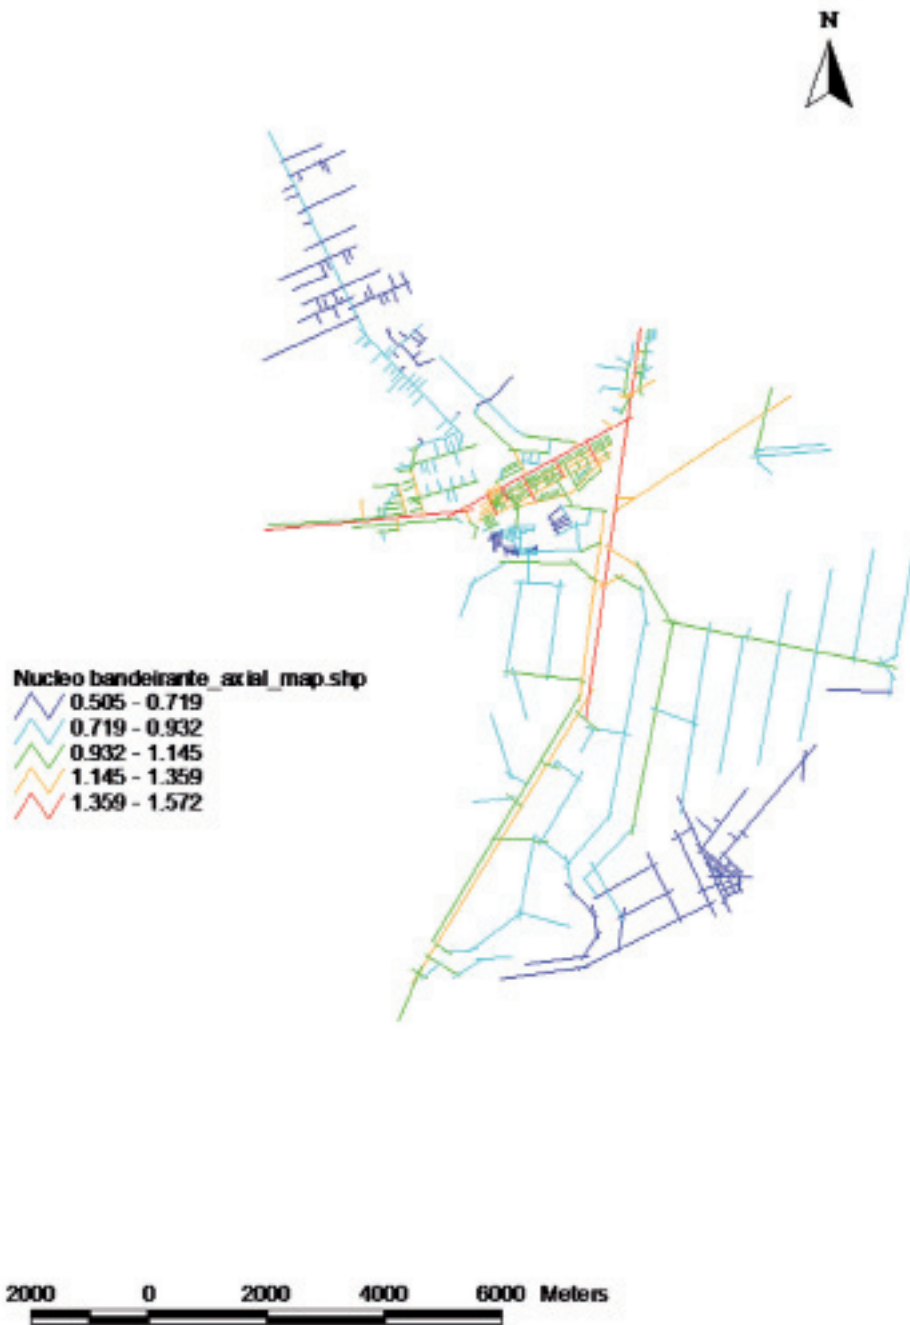 N
Nucleo bandeirante_axial_map.shp
0.505 - 0.719
0.719 - 0.932
0.932 - 1.145
1.145 - 1.359
1.359 - 1.572
2000 0 2000 4000 6000 Meters